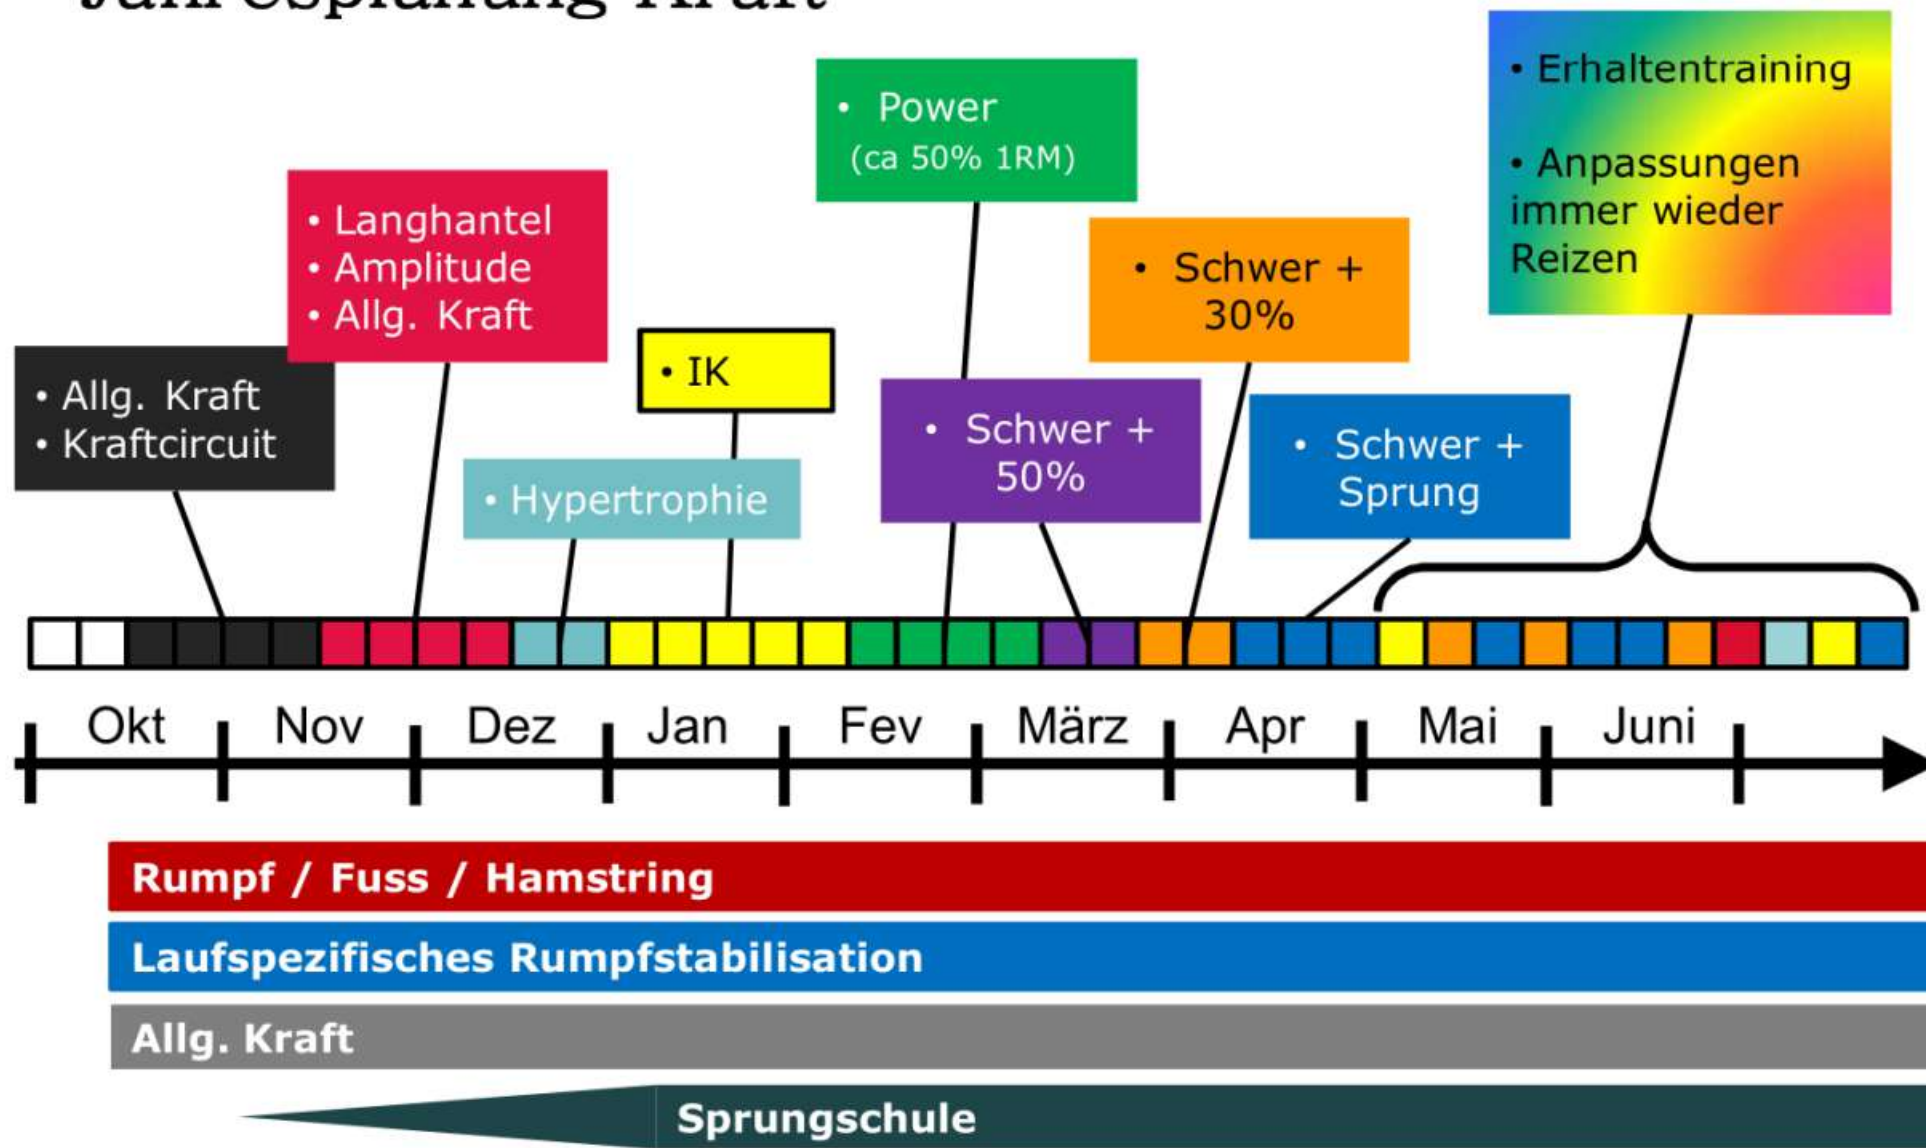 Jahresplanung Kraft
• Erhaltentraining
• Anpassungen
immer wieder
Reizen
• Power
(ca 50% 1RM)
• Langhantel
• Amplitude
• Allg. Kraft
• Schwer +
30%
• IK
• Allg. Kraft
• Kraftcircuit
• Schwer +
50%
• Schwer +
Sprung
• Hypertrophie
Okt Nov Dez Jan Fev März Apr Mai Juni
Rumpf / Fuss / Hamstring
Laufspezifisches Rumpfstabilisation
Allg. Kraft
Sprungschule